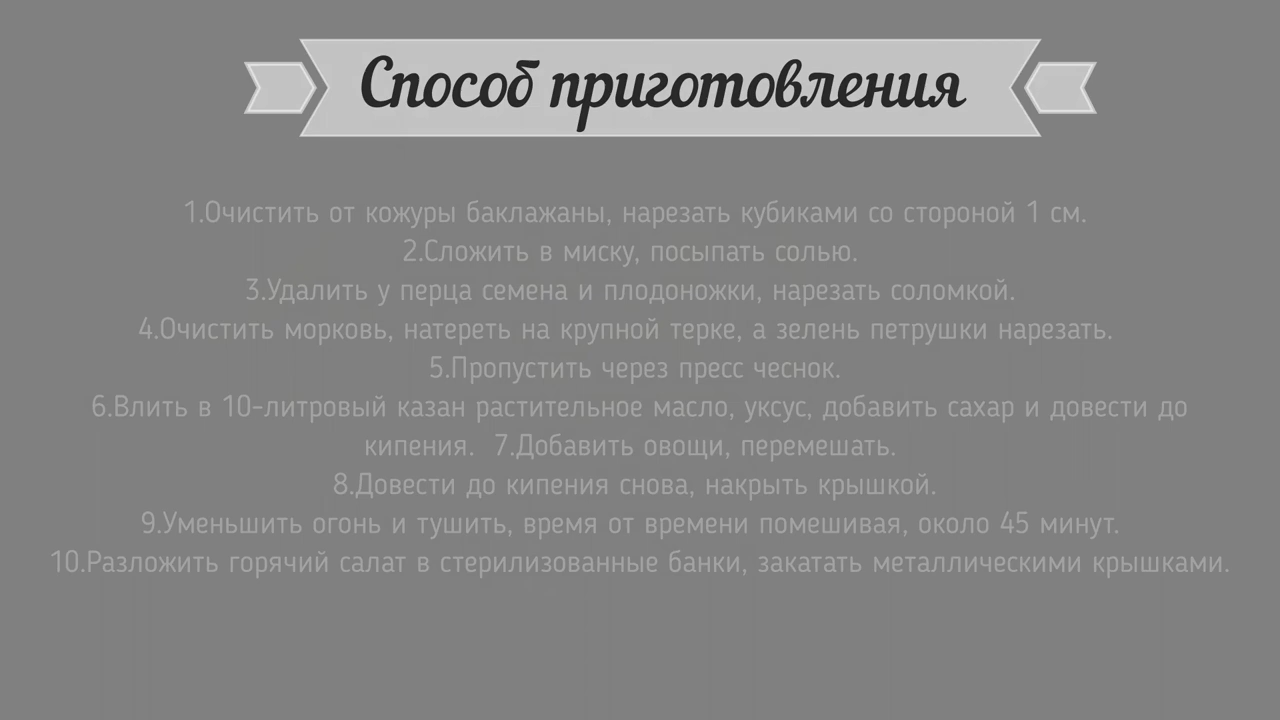 Способ приготовления
1.Очистить от кожуры баклажаны, нарезать кубиками со стороной 1 см.
2.Сложить в миску, посыпать солью.
3.Удалить у перца семена и плодоножки, нарезать соломкой.
4.Очистить морковь, натереть на крупной терке, а зелень петрушки нарезать.
5.Пропустить через пресс чеснок.
6.Влить в 10-литровый казан растительное масло, уксус, добавить сахар и довести до
кипения.  7.Добавить овощи, перемешать.
8.Довести до кипения снова, накрыть крышкой.
9.Уменьшить огонь и тушить, время от времени помешивая, около 45 минут.
10.Разложить горячий салат в стерилизованные банки, закатать металлическими крышками.